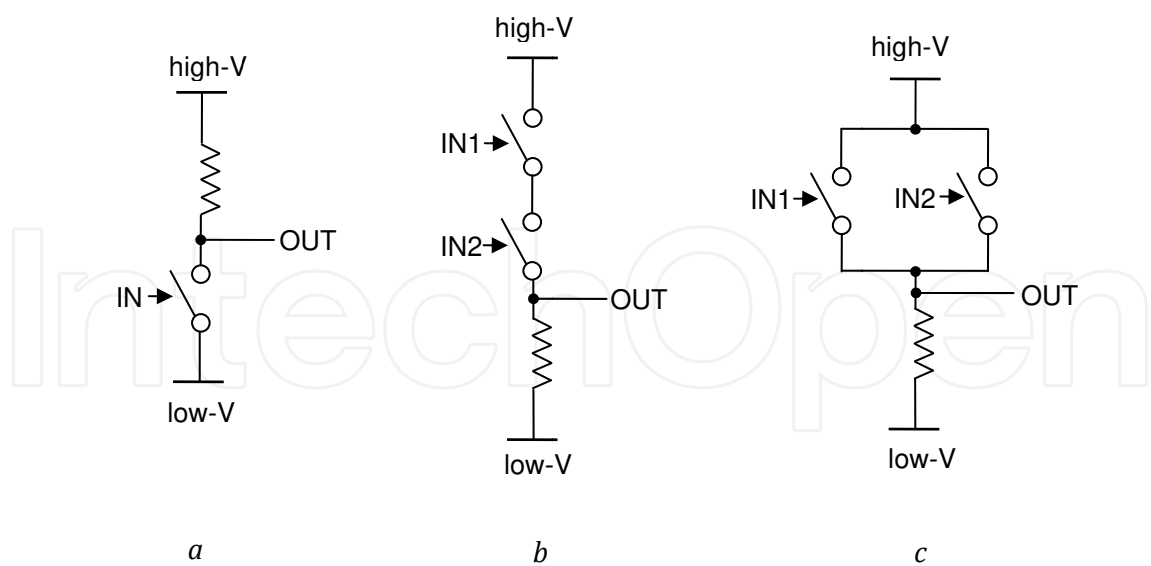 high-V
OUT
IN
low-V
a
high-V
IN1
IN2
OUT
low-V
b
high-V
IN1
IN2
OUT
low-V
c
IntechOpen